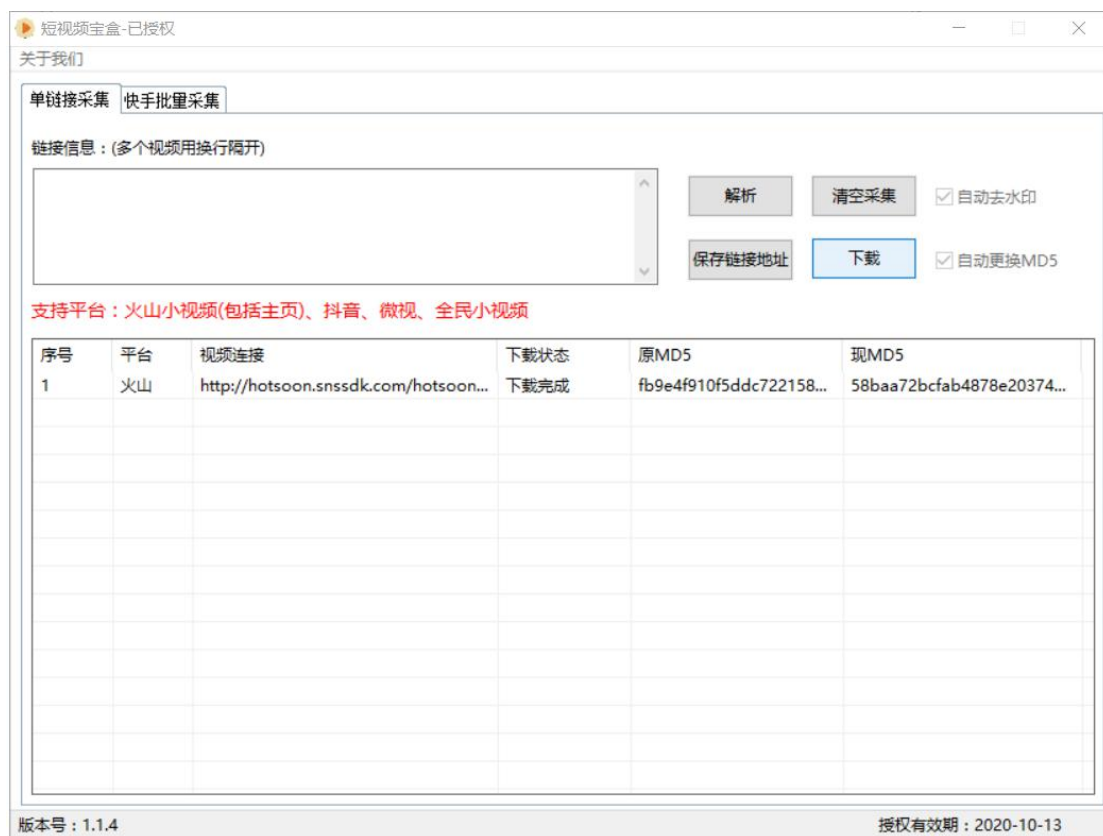 短视频宝盒-已授权
关于我们
单链接采集 快手批量采集
链接信息：(多个视频用换行隔开)
解析 清空采集 自动去水印
保存链接地址 下载 自动更换MD5
支持平台：火山小视频(包括主页)、抖音、微视、全民小视频
序号 平台 视频连接 下载状态 原MD5 现MD5
1 火山 http://hotsoon.snssdk.com/hotsoon... 下载完成 fb9e4f910f5ddc722158... 58baa72bcfab4878e20374...
版本号：1.1.4 授权有效期：2020-10-13